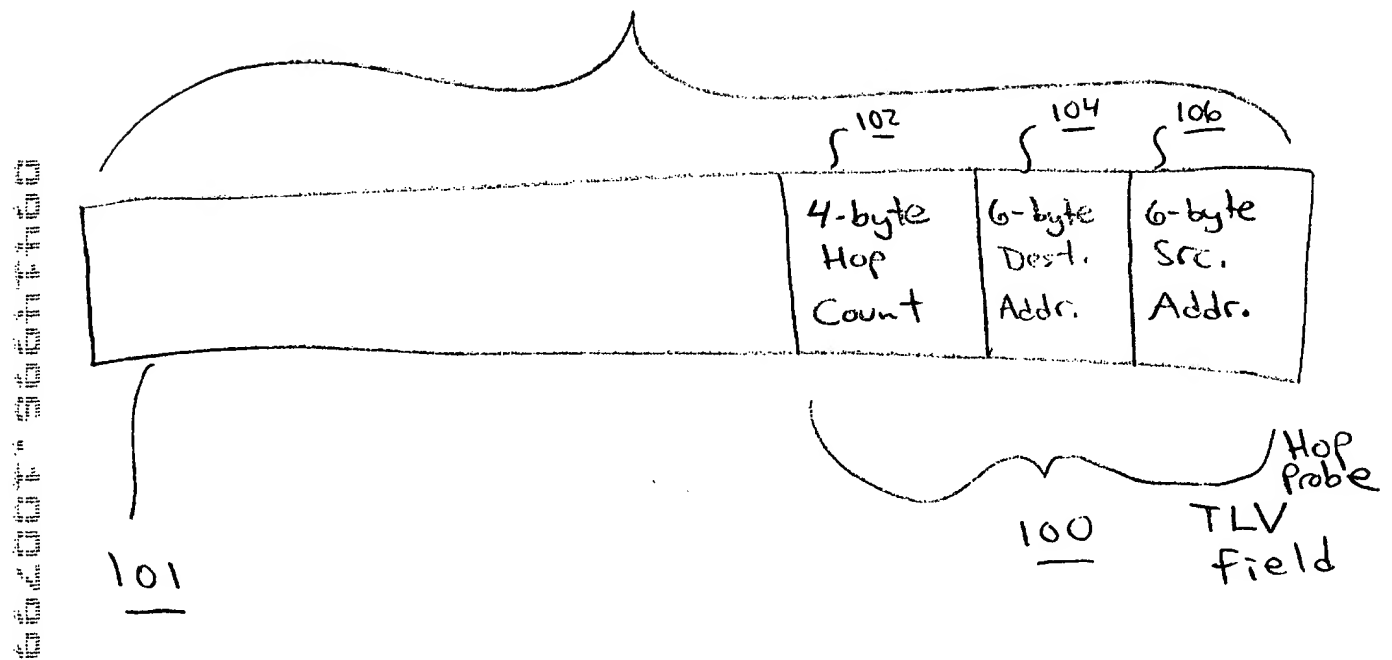 102
104
106
4-byte
Hop
Count
6-byte
Dest.
Addr.
6-byte
Src.
Addr.
101
100
Hop
Probe
TLV
Field